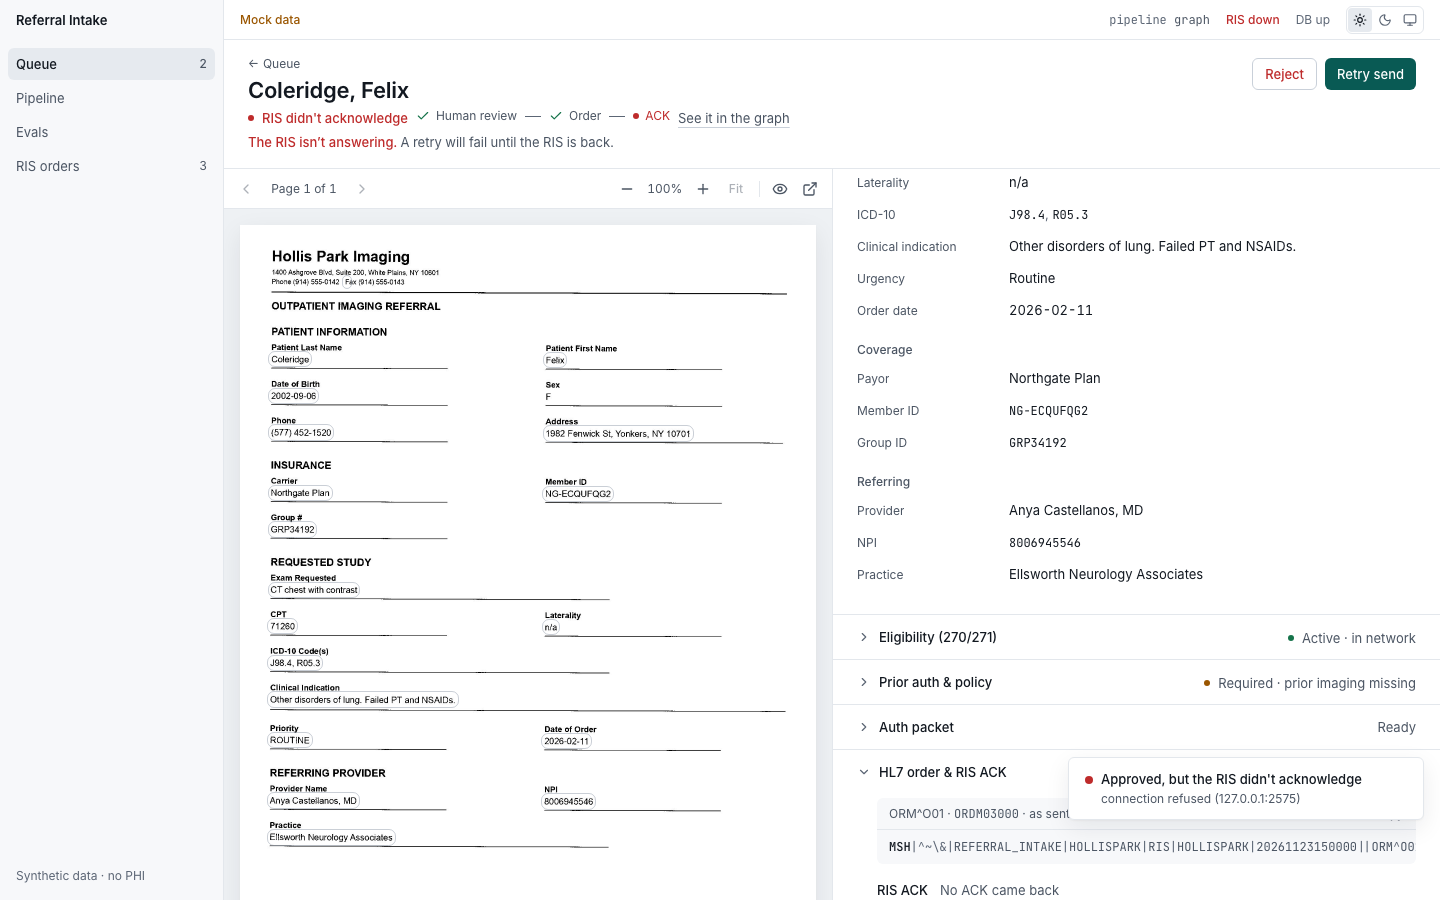 Referral Intake
Queue 2
Pipeline
Evals
RIS orders 3
Synthetic data · no PHI
Mock data
pipeline graph RIS down DB up
← Queue
Coleridge, Felix
RIS didn't acknowledge Human review — Order — ACK See it in the graph
The RIS isn't answering. A retry will fail until the RIS is back.
Reject Retry send
Page 1 of 1 100% Fit
Hollis Park Imaging
1400 Ashgrove Blvd, Suite 200, White Plains, NY 10601
Phone (914) 555-0142 | Fax (914) 555-0143
OUTPATIENT IMAGING REFERRAL
PATIENT INFORMATION
Patient Last Name Patient First Name
Coleridge Felix
Date of Birth Sex
2002-09-06 F
Phone Address
(577) 452-1520 1982 Fenwick St, Yonkers, NY 10701
INSURANCE
Carrier Member ID
Northgate Plan NG-ECQUFQG2
Group #
GRP34192
REQUESTED STUDY
Exam Requested
CT chest with contrast
CPT Laterality
71260 n/a
ICD-10 Code(s)
J98.4, R05.3
Clinical Indication
Other disorders of lung. Failed PT and NSAIDs.
Priority Date of Order
ROUTINE 2026-02-11
REFERRING PROVIDER
Provider Name NPI
Anya Castellanos, MD 8006945546
Practice
Ellsworth Neurology Associates
Laterality n/a
ICD-10 J98.4, R05.3
Clinical indication Other disorders of lung. Failed PT and NSAIDs.
Urgency Routine
Order date 2026-02-11
Coverage
Payor Northgate Plan
Member ID NG-ECQUFQG2
Group ID GRP34192
Referring
Provider Anya Castellanos, MD
NPI 8006945546
Practice Ellsworth Neurology Associates
Eligibility (270/271) Active · in network
Prior auth & policy Required · prior imaging missing
Auth packet Ready
HL7 order & RIS ACK
Approved, but the RIS didn't acknowledge
connection refused (127.0.0.1:2575)
ORM^O01 · ORDM03000 · as sent
MSH|^~\&|REFERRAL_INTAKE|HOLLISPARK|RIS|HOLLISPARK|20261123150000||ORM^O0
RIS ACK No ACK came back